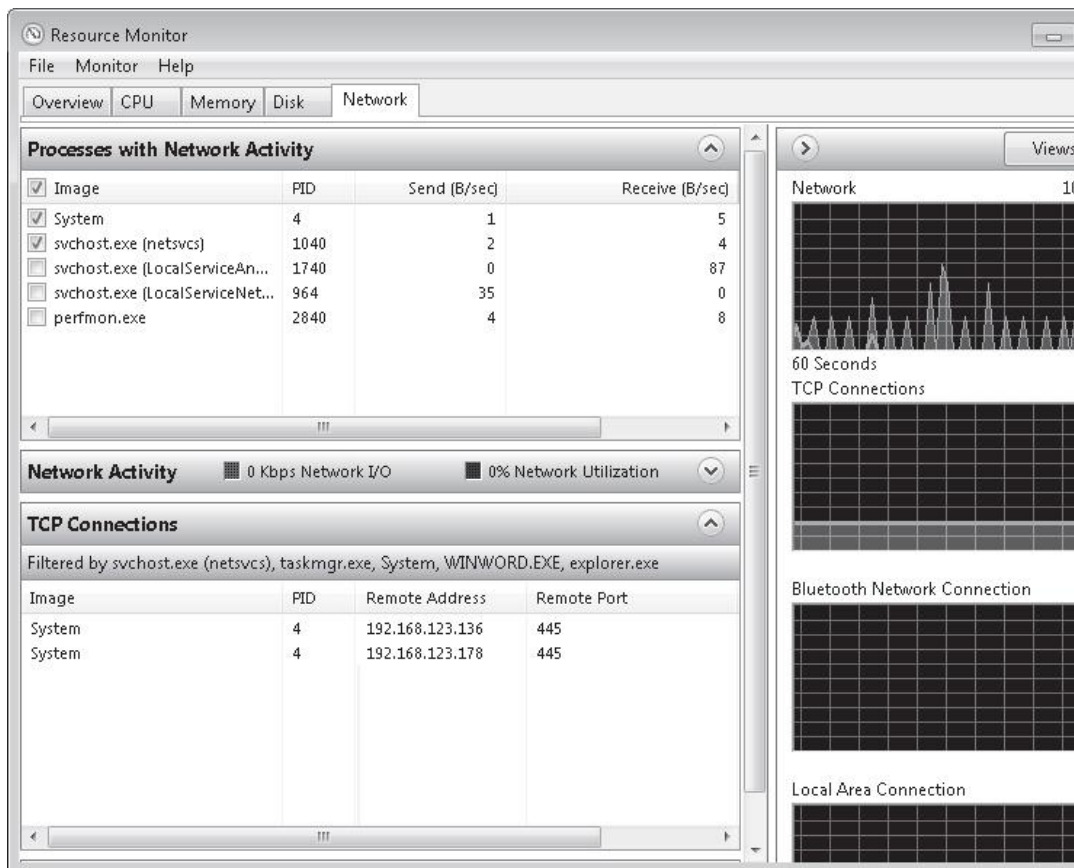 Resource Monitor
File Monitor Help
Overview CPU Memory Disk Network
Processes with Network Activity
Image PID Send (B/sec) Receive (B/sec)
System 4 1 5
svchost.exe (netsvcs) 1040 2 4
svchost.exe (LocalServiceAn... 1740 0 87
svchost.exe (LocalServiceNet... 964 35 0
perfmon.exe 2840 4 8
Network Activity 0 Kbps Network I/O 0% Network Utilization
TCP Connections
Filtered by svchost.exe (netsvcs), taskmgr.exe, System, WINWORD.EXE, explorer.exe
Image PID Remote Address Remote Port
System 4 192.168.123.136 445
System 4 192.168.123.178 445
Views
Network
60 Seconds
TCP Connections
Bluetooth Network Connection
Local Area Connection